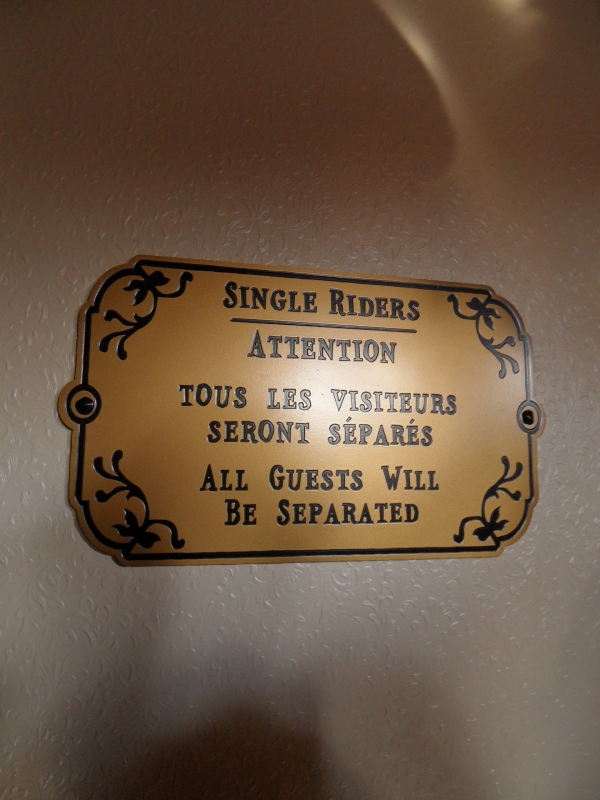 SINGLE RIDERS
ATTENTION
TOUS LES VISITEURS
SERONT SÉPARÉS
ALL GUESTS WILL
BE SEPARATED